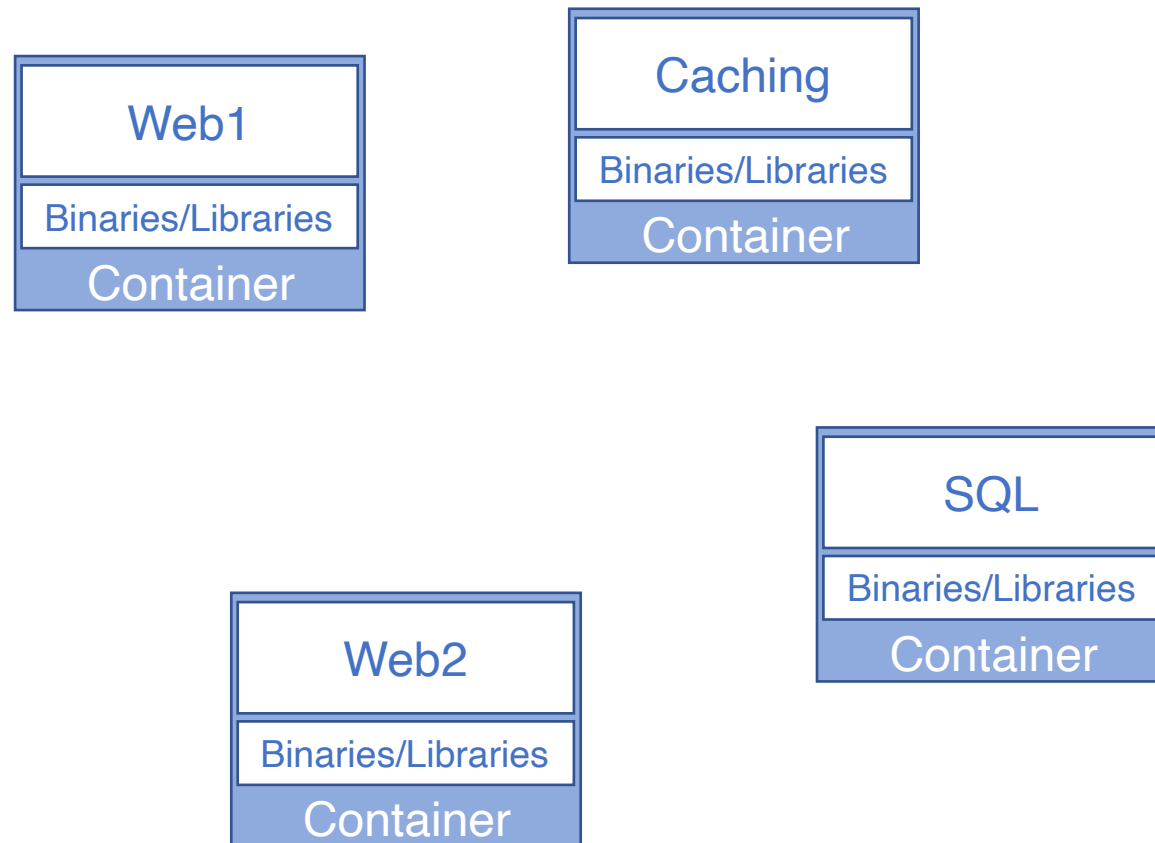 Web1
Binaries/Libraries
Container
Caching
Binaries/Libraries
Container
SQL
Binaries/Libraries
Container
Web2
Binaries/Libraries
Container